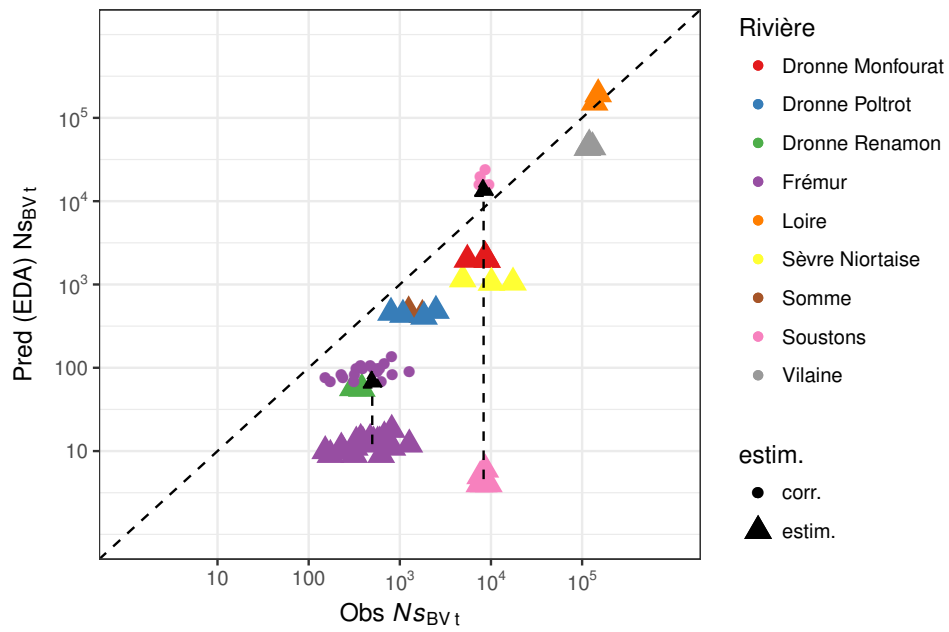 Pred (EDA) Ns_BV t
10^5
10^4
10^3
100
10
10
100
10^3
10^4
10^5
Obs Ns_BV t
Rivière
Dronne Monfourat
Dronne Poltrot
Dronne Renamon
Frémur
Loire
Sèvre Niortaise
Somme
Soustons
Vilaine
estim.
corr.
estim.